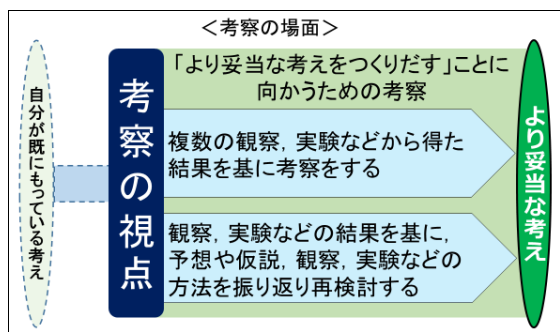 ＜考察の場面＞
自分が既にもっている考え
考察の視点
「より妥当な考えをつくりだす」ことに
向かうための考察
複数の観察，実験などから得た
結果を基に考察をする
観察，実験などの結果を基に，
予想や仮説，観察，実験などの
方法を振り返り再検討する
より妥当な考え